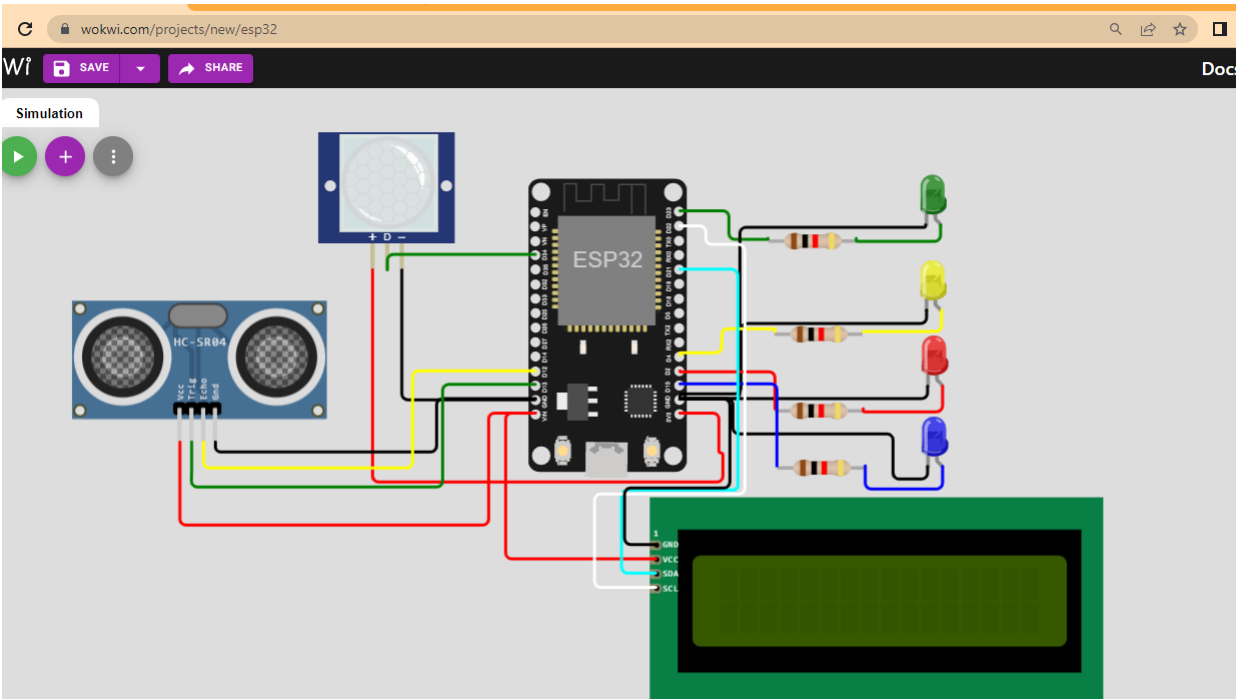 wokwi.com/projects/new/esp32
Wi SAVE SHARE Docs
Simulation
+ D −
ESP32
EN
VP
VN
D34
D35
D32
D33
D25
D26
D27
D14
D12
D13
GND
VIN
D23
D22
TX0
RX0
D21
D19
D18
D5
TX2
RX2
D4
D2
D15
GND
3V3
HC-SR04
Vcc
Trig
Echo
Gnd
1
GND
VCC
SDA
SCL